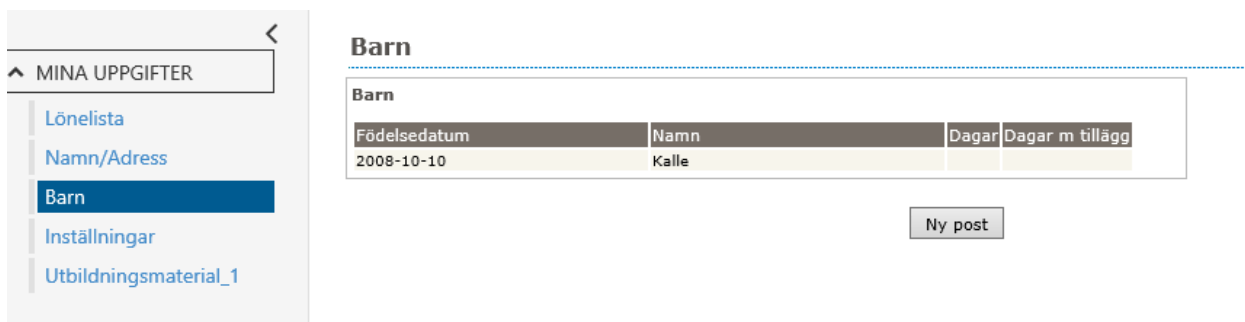 MINA UPPGIFTER
Lönelista
Namn/Adress
Barn
Inställningar
Utbildningsmaterial_1
Barn
Barn
Födelsedatum Namn Dagar Dagar m tillägg
2008-10-10 Kalle
Ny post